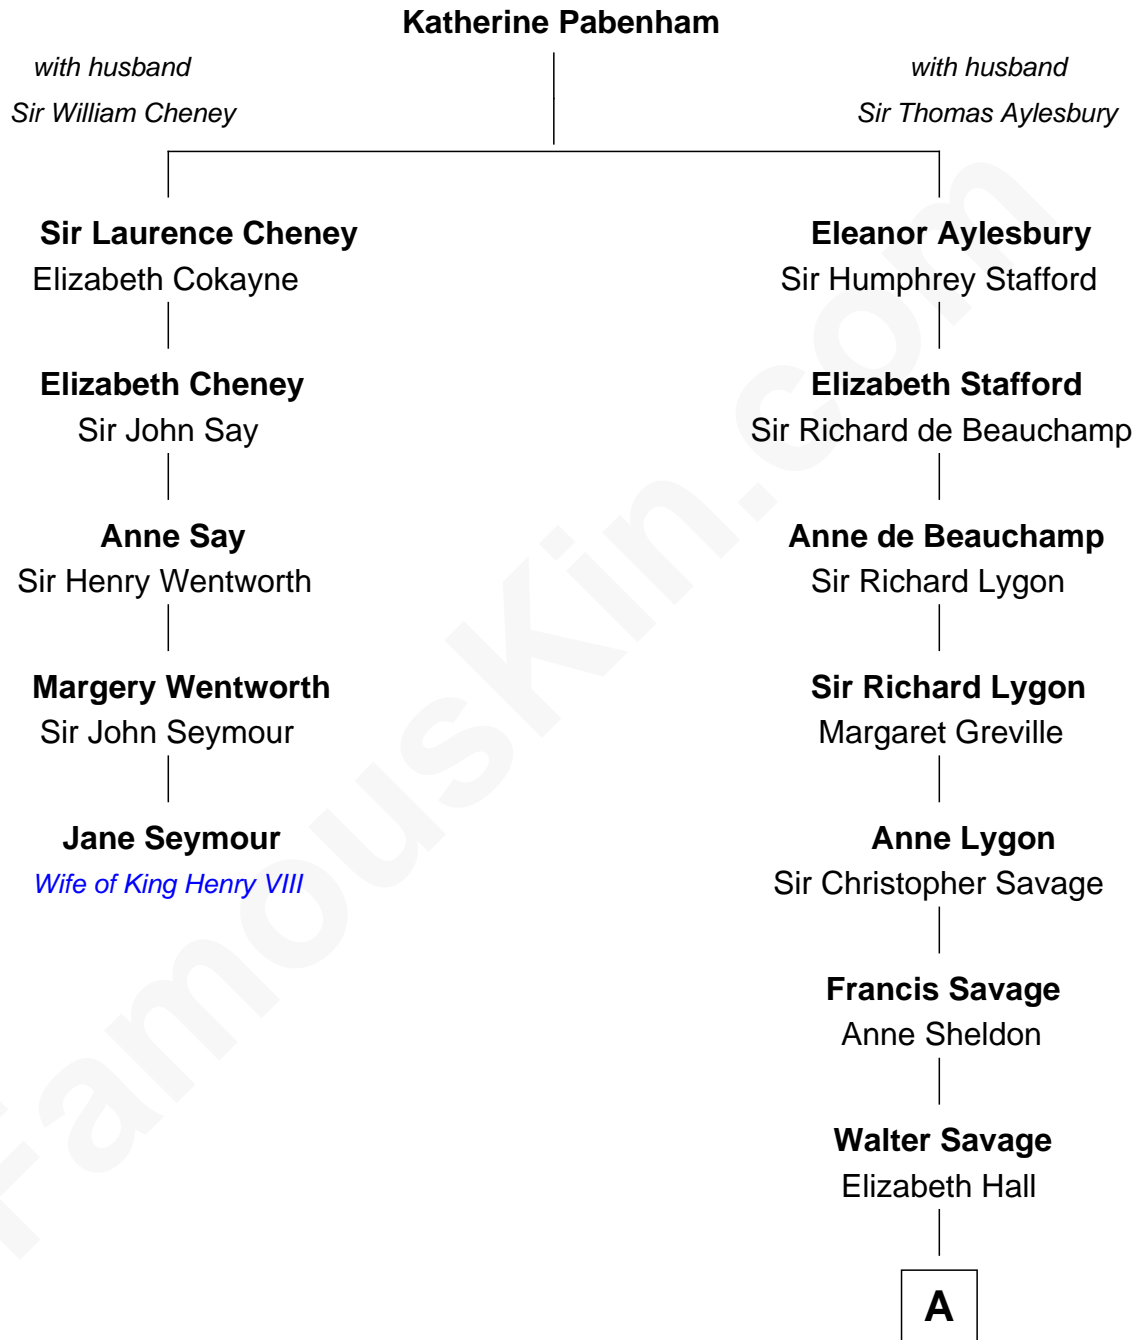 Katherine Pabenham
with husband
Sir William Cheney
with husband
Sir Thomas Aylesbury
Sir Laurence Cheney
Elizabeth Cokayne
Elizabeth Cheney
Sir John Say
Anne Say
Sir Henry Wentworth
Margery Wentworth
Sir John Seymour
Jane Seymour
Wife of King Henry VIII
Eleanor Aylesbury
Sir Humphrey Stafford
Elizabeth Stafford
Sir Richard de Beauchamp
Anne de Beauchamp
Sir Richard Lygon
Sir Richard Lygon
Margaret Greville
Anne Lygon
Sir Christopher Savage
Francis Savage
Anne Sheldon
Walter Savage
Elizabeth Hall
A
FamousKin.com